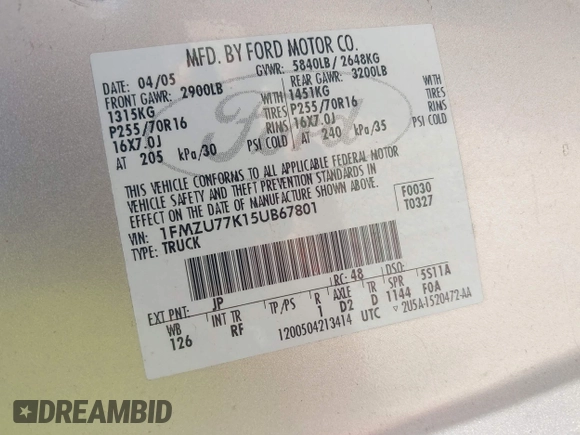 MFD. BY FORD MOTOR CO.
DATE 04/05 GVWR: 5840LB/2648KG
FRONT GAWR: 2900LB REAR GAWR: 3200LB
1315KG WITH 1451KG WITH
P255/70R16 TIRES P255/70R16 TIRES
16X7.0J RIMS 16X7.0J RIMS
AT 205 kPa/30 PSI COLD AT 240 kPa/35 PSI COLD
Ford
THIS VEHICLE CONFORMS TO ALL APPLICABLE FEDERAL MOTOR
VEHICLE SAFETY AND THEFT PREVENTION STANDARDS IN
EFFECT ON THE DATE OF MANUFACTURE SHOWN ABOVE.
VIN: 1FMZU77K15UB67801 F0030
TYPE: TRUCK T0327
EXT PNT: JP RC: 48 DSO:
WB INT TR TP/PS R AXLE TR SPR 5S11A
126 RF 1 D2 D 1144 F0A
1200504213414 UTC ▽ 2U5A-1520472-AA
DREAMBID